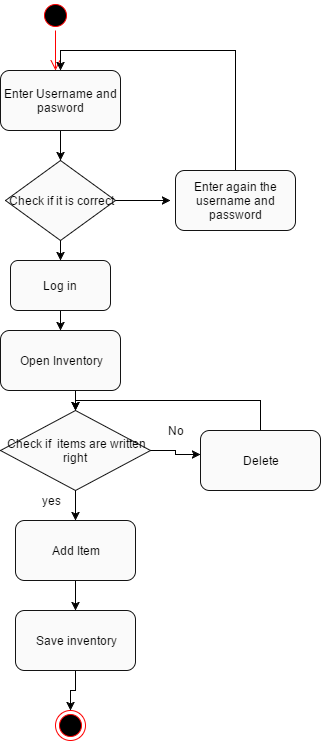 Enter Username and
pasword
Check if it is correct
Enter again the
username and
password
Log in
Open Inventory
Check if  items are written
right
No
Delete
yes
Add Item
Save inventory